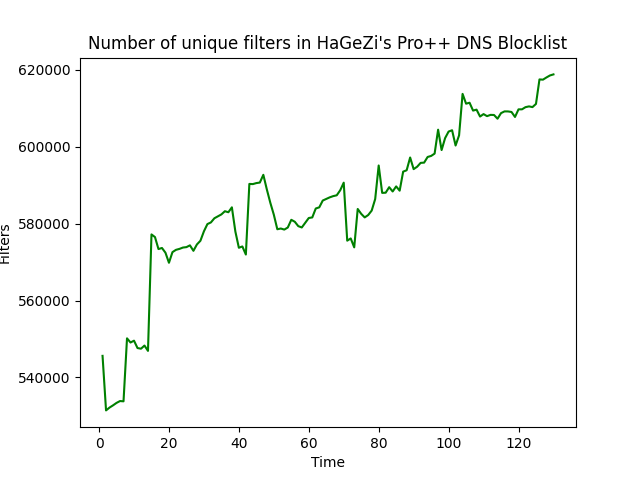 Number of unique filters in HaGeZi's Pro++ DNS Blocklist
620000
600000
580000
560000
540000
Filters
0 20 40 60 80 100 120
Time